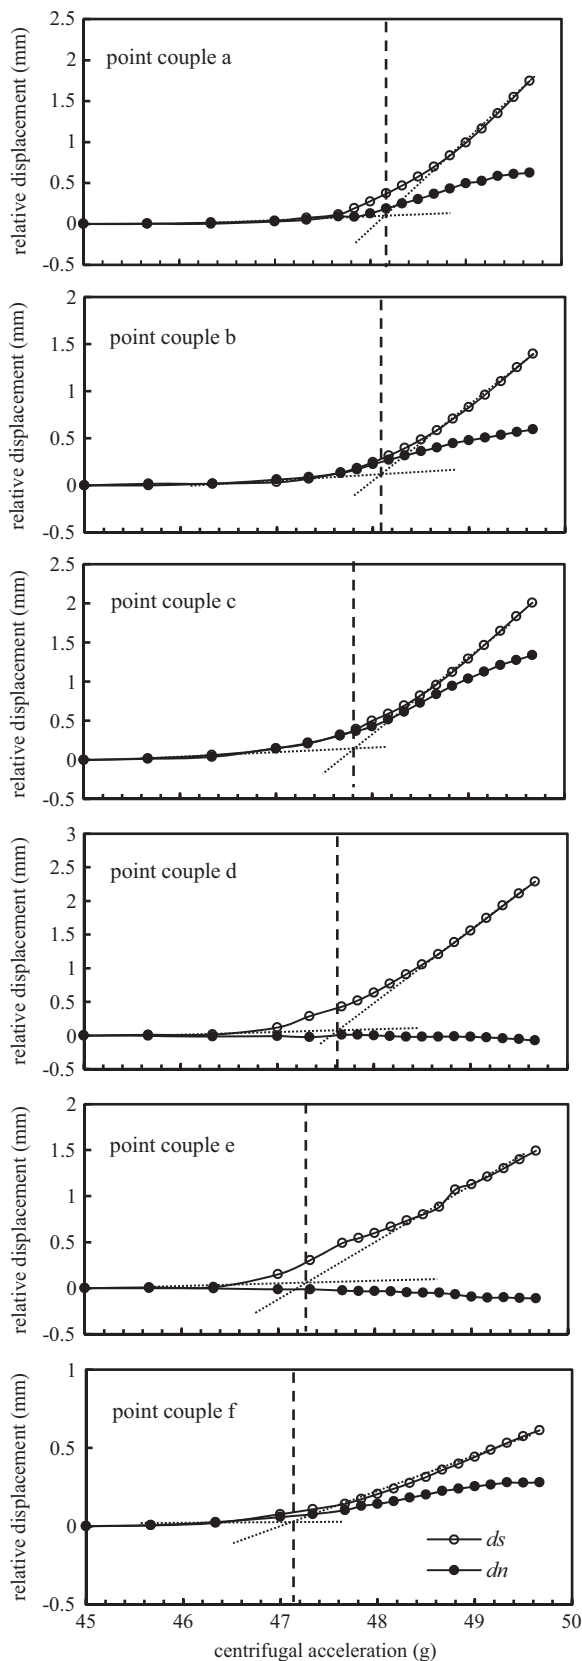 2.5
point couple a
2
1.5
1
0.5
0
-0.5
relative displacement (mm)
2
point couple b
1.5
1
0.5
0
-0.5
relative displacement (mm)
2.5
point couple c
2
1.5
1
0.5
0
-0.5
relative displacement (mm)
3
point couple d
2.5
2
1.5
1
0.5
0
-0.5
relative displacement (mm)
2
point couple e
1.5
1
0.5
0
-0.5
relative displacement (mm)
1
point couple f
0.5
0
-0.5
relative displacement (mm)
ds
dn
45 46 47 48 49 50
centrifugal acceleration (g)